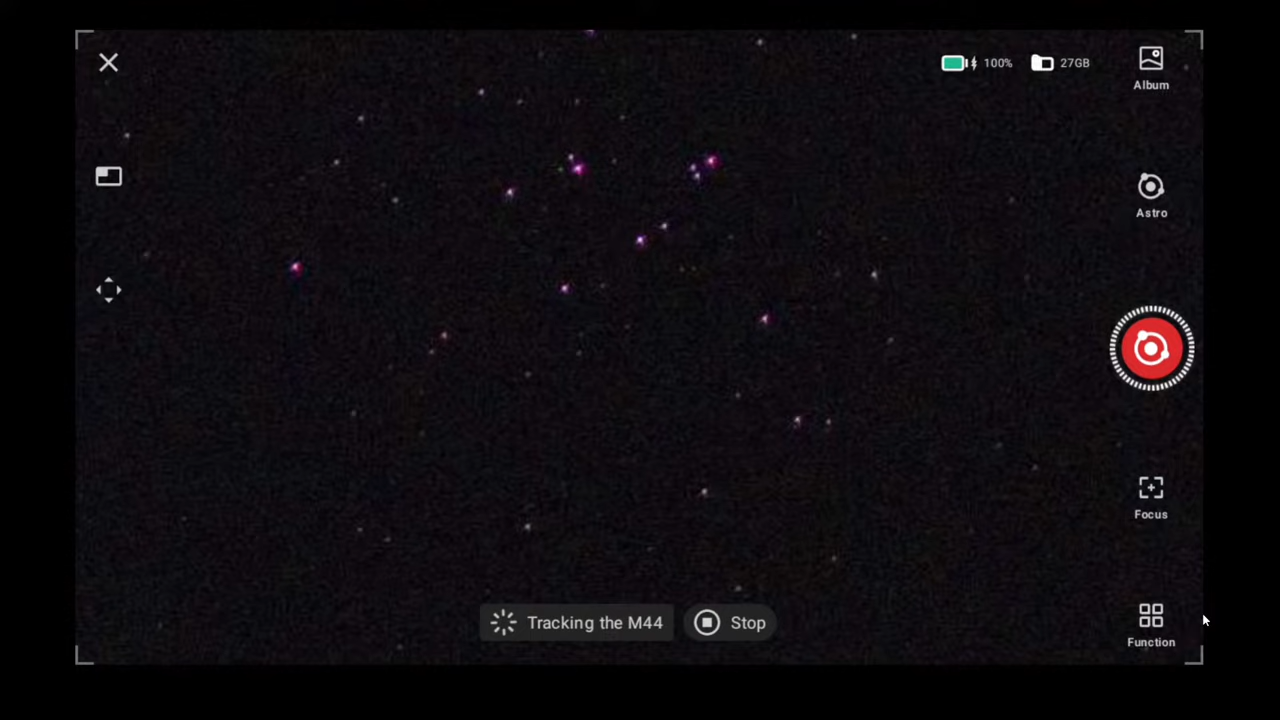 100%
27GB
Album
Astro
Focus
Tracking the M44
Stop
Function